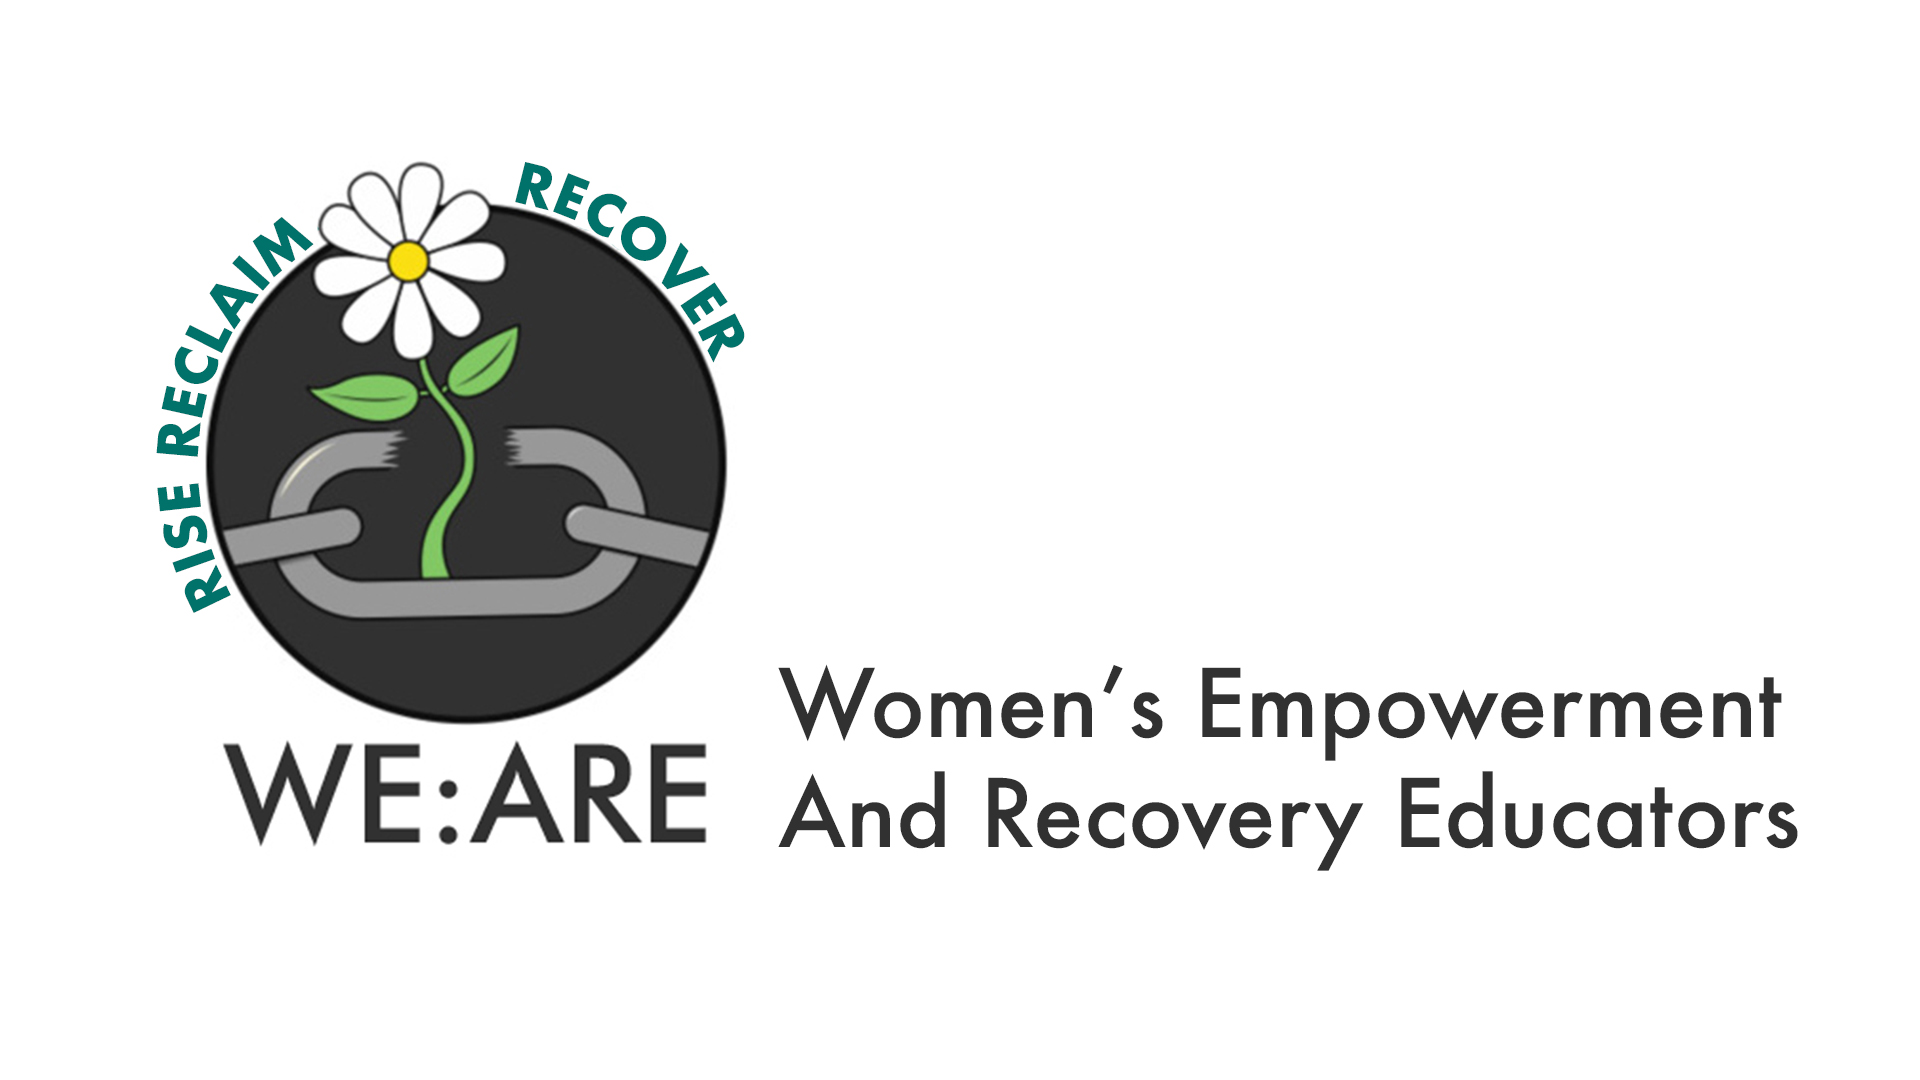 RISE RECLAIM RECOVER
WE:ARE
Women’s Empowerment
And Recovery Educators